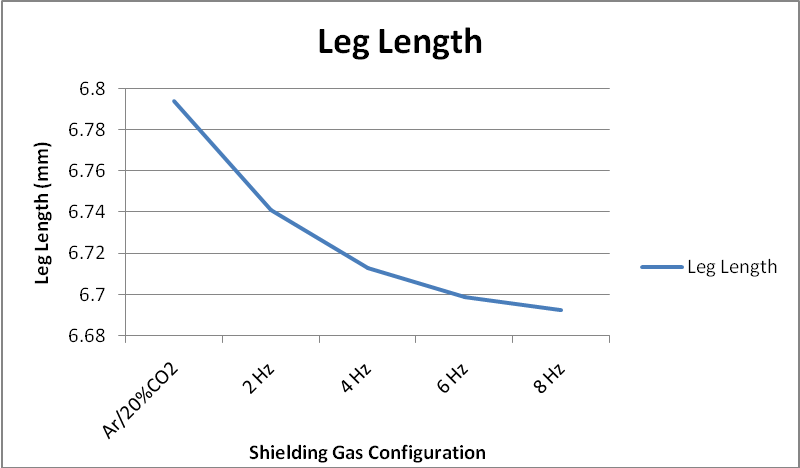 Leg Length
6.8
6.78
6.76
6.74
6.72
6.7
6.68
Leg Length (mm)
Ar/20%CO2
2 Hz
4 Hz
6 Hz
8 Hz
Shielding Gas Configuration
Leg Length